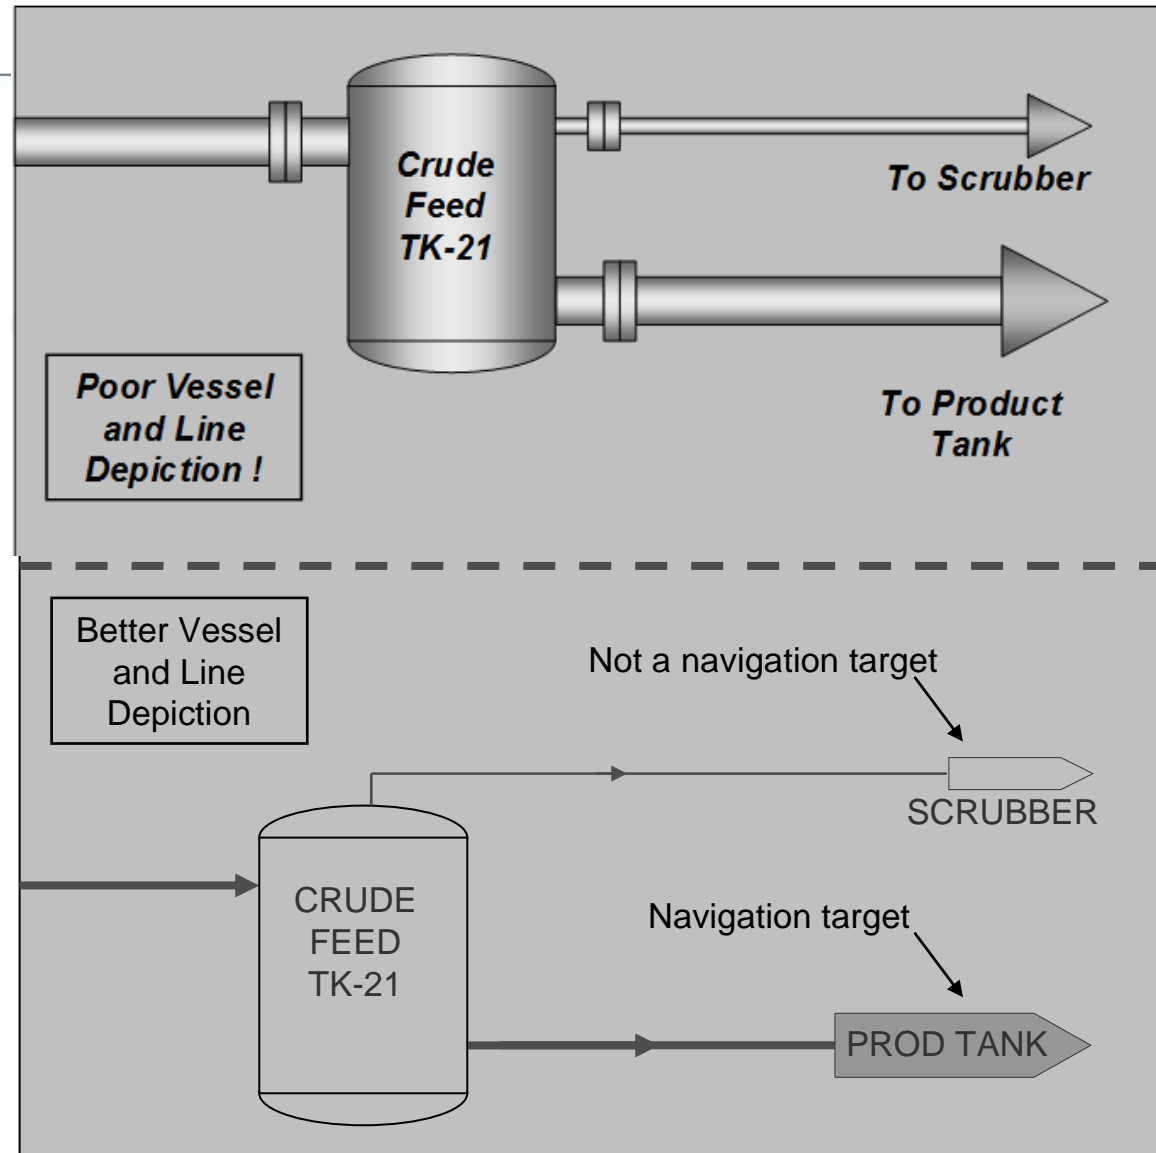 Crude
Feed
TK-21
To Scrubber
To Product
Tank
Poor Vessel
and Line
Depiction !
Better Vessel
and Line
Depiction
Not a navigation target
SCRUBBER
CRUDE
FEED
TK-21
Navigation target
PROD TANK